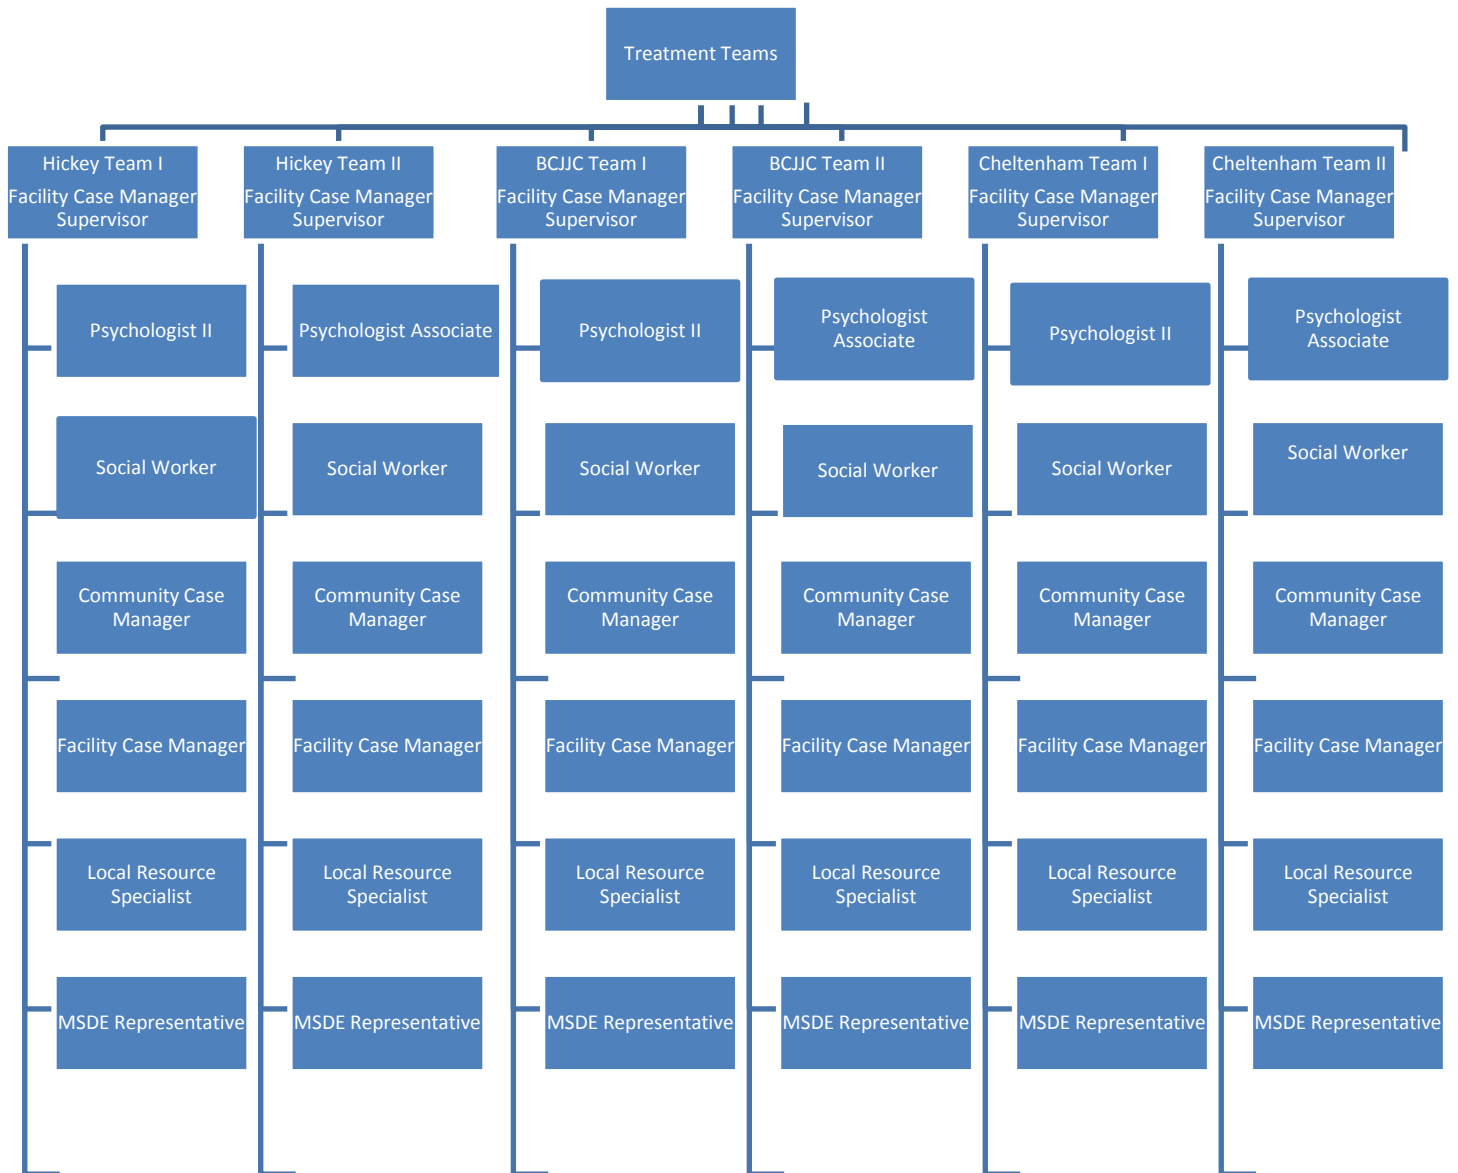 Treatment Teams
Hickey Team I
Facility Case Manager
Supervisor
Hickey Team II
Facility Case Manager
Supervisor
BCJJC Team I
Facility Case Manager
Supervisor
BCJJC Team II
Facility Case Manager
Supervisor
Cheltenham Team I
Facility Case Manager
Supervisor
Cheltenham Team II
Facility Case Manager
Supervisor
Psychologist II
Psychologist Associate
Psychologist II
Psychologist
Associate
Psychologist II
Psychologist
Associate
Social Worker
Social Worker
Social Worker
Social Worker
Social Worker
Social Worker
Community Case
Manager
Community Case
Manager
Community Case
Manager
Community Case
Manager
Community Case
Manager
Community Case
Manager
Facility Case Manager
Facility Case Manager
Facility Case Manager
Facility Case Manager
Facility Case Manager
Facility Case Manager
Local Resource
Specialist
Local Resource
Specialist
Local Resource
Specialist
Local Resource
Specialist
Local Resource
Specialist
Local Resource
Specialist
MSDE Representative
MSDE Representative
MSDE Representative
MSDE Representative
MSDE Representative
MSDE Representative